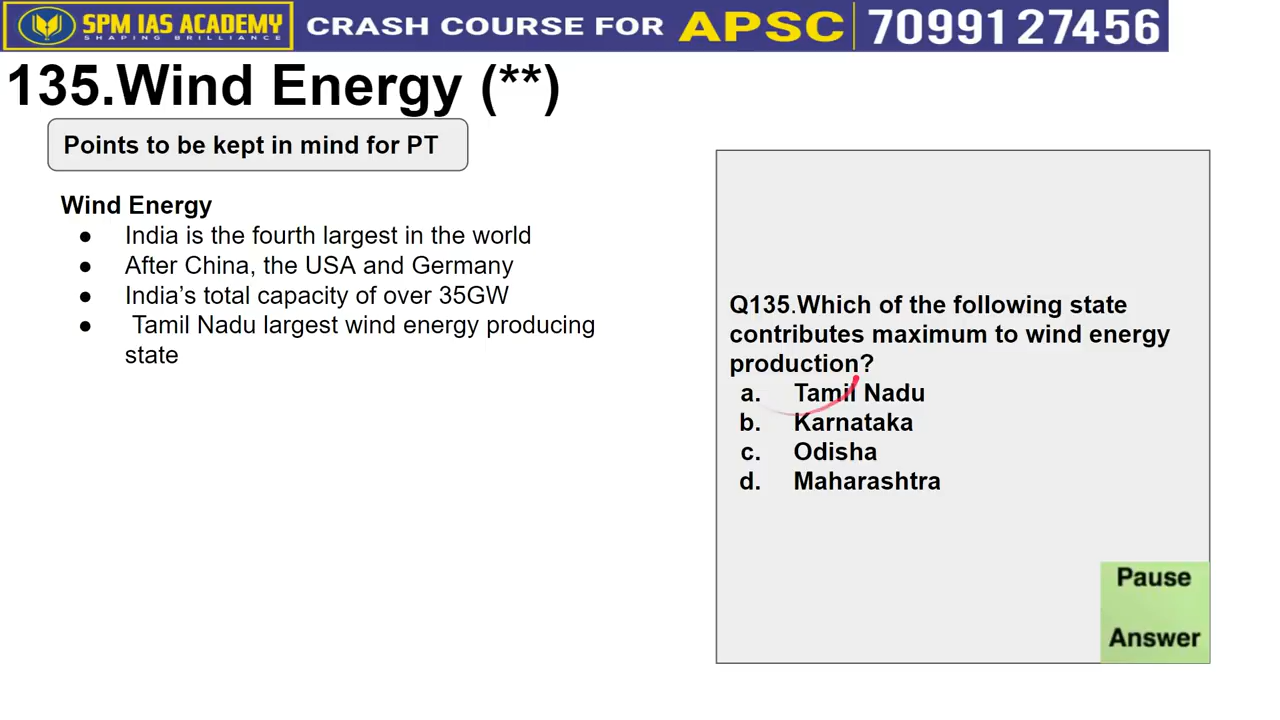 SPM IAS ACADEMY
SHAPING BRILLIANCE
CRASH COURSE FOR APSC 70991 27456
135.Wind Energy (**)
Points to be kept in mind for PT
Wind Energy
● India is the fourth largest in the world
● After China, the USA and Germany
● India’s total capacity of over 35GW
● Tamil Nadu largest wind energy producing
state
Q135.Which of the following state
contributes maximum to wind energy
production?
a. Tamil Nadu
b. Karnataka
c. Odisha
d. Maharashtra
Pause
Answer